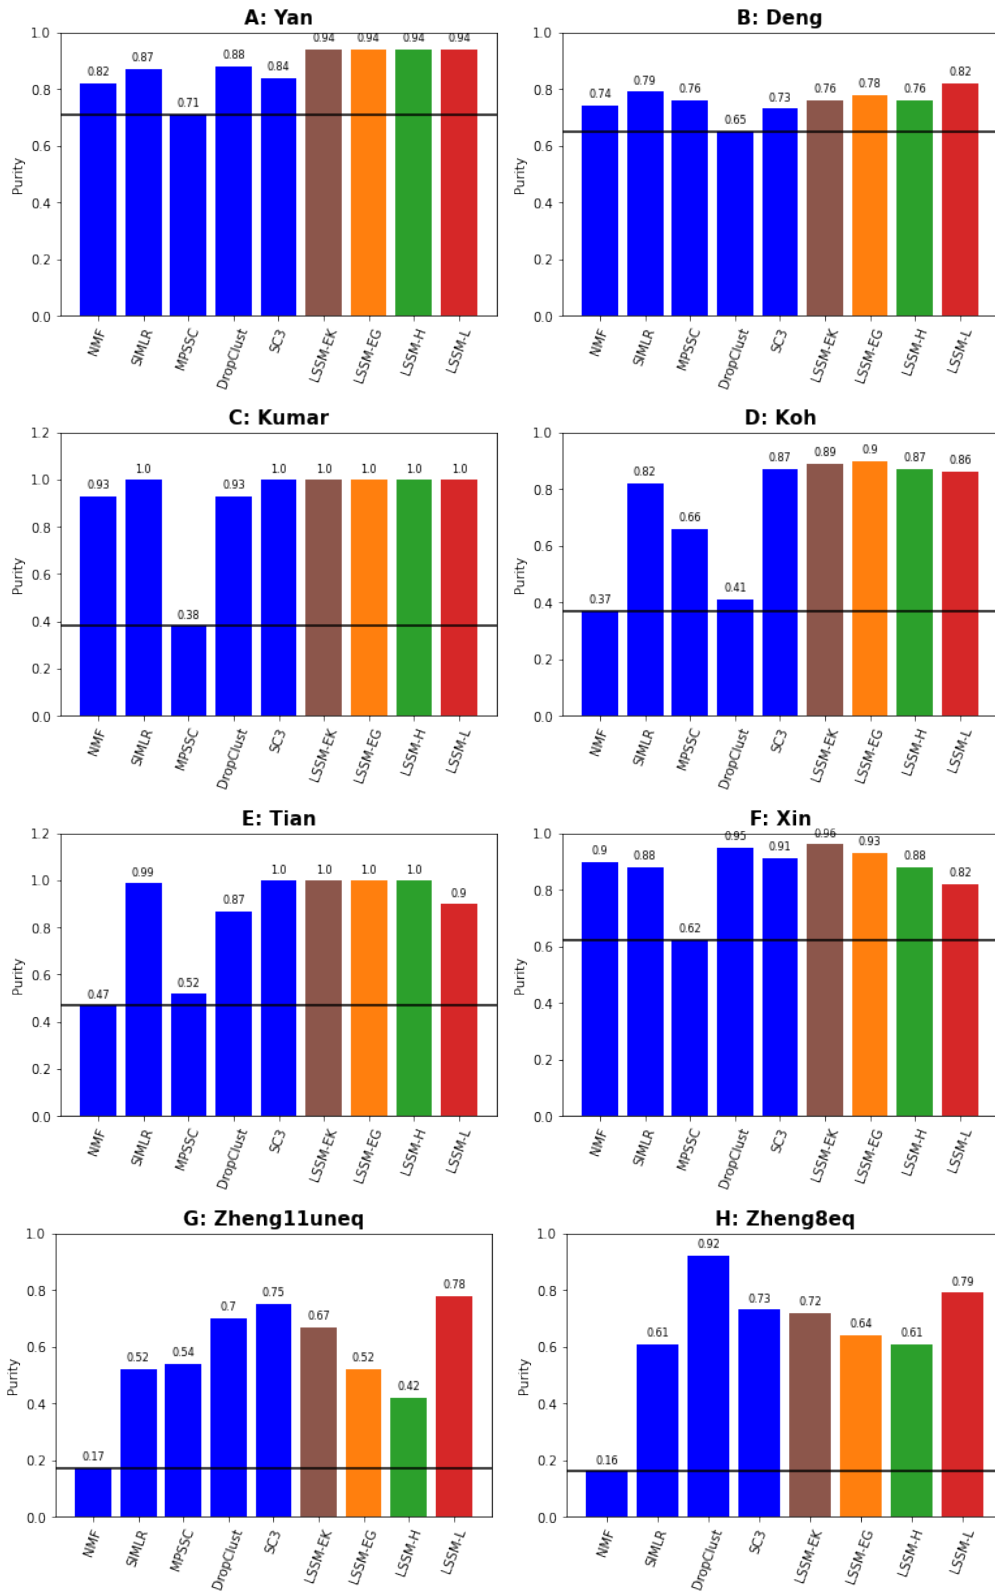 A: Yan
Purity
1.0
0.8
0.6
0.4
0.2
0.0
0.82
0.87
0.71
0.88
0.84
0.94
0.94
0.94
0.94
NMF
SIMLR
MPSSC
DropClust
SC3
LSSM-EK
LSSM-EG
LSSM-H
LSSM-L
B: Deng
Purity
1.0
0.8
0.6
0.4
0.2
0.0
0.74
0.79
0.76
0.65
0.73
0.76
0.78
0.76
0.82
NMF
SIMLR
MPSSC
DropClust
SC3
LSSM-EK
LSSM-EG
LSSM-H
LSSM-L
C: Kumar
Purity
1.2
1.0
0.8
0.6
0.4
0.2
0.0
0.93
1.0
0.38
0.93
1.0
1.0
1.0
1.0
1.0
NMF
SIMLR
MPSSC
DropClust
SC3
LSSM-EK
LSSM-EG
LSSM-H
LSSM-L
D: Koh
Purity
1.0
0.8
0.6
0.4
0.2
0.0
0.37
0.82
0.66
0.41
0.87
0.89
0.9
0.87
0.86
NMF
SIMLR
MPSSC
DropClust
SC3
LSSM-EK
LSSM-EG
LSSM-H
LSSM-L
E: Tian
Purity
1.2
1.0
0.8
0.6
0.4
0.2
0.0
0.47
0.99
0.52
0.87
1.0
1.0
1.0
1.0
0.9
NMF
SIMLR
MPSSC
DropClust
SC3
LSSM-EK
LSSM-EG
LSSM-H
LSSM-L
F: Xin
Purity
1.0
0.8
0.6
0.4
0.2
0.0
0.9
0.88
0.62
0.95
0.91
0.96
0.93
0.88
0.82
NMF
SIMLR
MPSSC
DropClust
SC3
LSSM-EK
LSSM-EG
LSSM-H
LSSM-L
G: Zheng11uneq
Purity
1.0
0.8
0.6
0.4
0.2
0.0
0.17
0.52
0.54
0.7
0.75
0.67
0.52
0.42
0.78
NMF
SIMLR
MPSSC
DropClust
SC3
LSSM-EK
LSSM-EG
LSSM-H
LSSM-L
H: Zheng8eq
Purity
1.0
0.8
0.6
0.4
0.2
0.0
0.16
0.61
0.92
0.73
0.72
0.64
0.61
0.79
NMF
SIMLR
DropClust
SC3
LSSM-EK
LSSM-EG
LSSM-H
LSSM-L